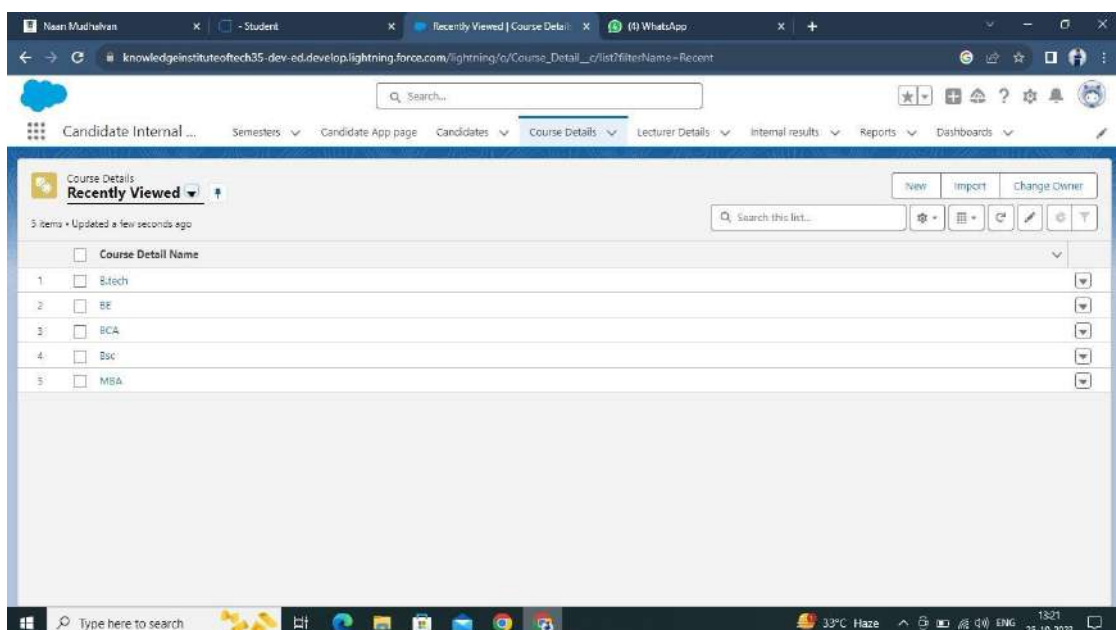 Naan Mudhalvan
- Student
Recently Viewed | Course Detail
(4) WhatsApp
knowledgeinstituteoftech35-dev-ed.develop.lightning.force.com/lightning/o/Course_Detail__c/list?filterName=Recent
Search...
Candidate Internal ...
Semesters
Candidate App page
Candidates
Course Details
Lecturer Details
Internal results
Reports
Dashboards
Course Details
Recently Viewed
New
Import
Change Owner
5 items • Updated a few seconds ago
Search this list...
Course Detail Name
1 B.tech
2 BE
3 BCA
4 Bsc
5 MBA
Type here to search
33°C Haze
ENG
13:21